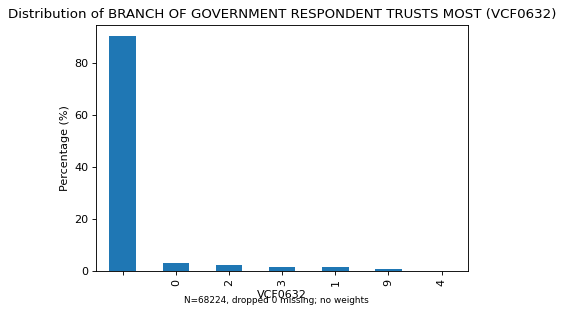 Distribution of BRANCH OF GOVERNMENT RESPONDENT TRUSTS MOST (VCF0632)
80
60
40
20
0
Percentage (%)
0 2 3 1 9 4
VCF0632
N=68224, dropped 0 missing; no weights